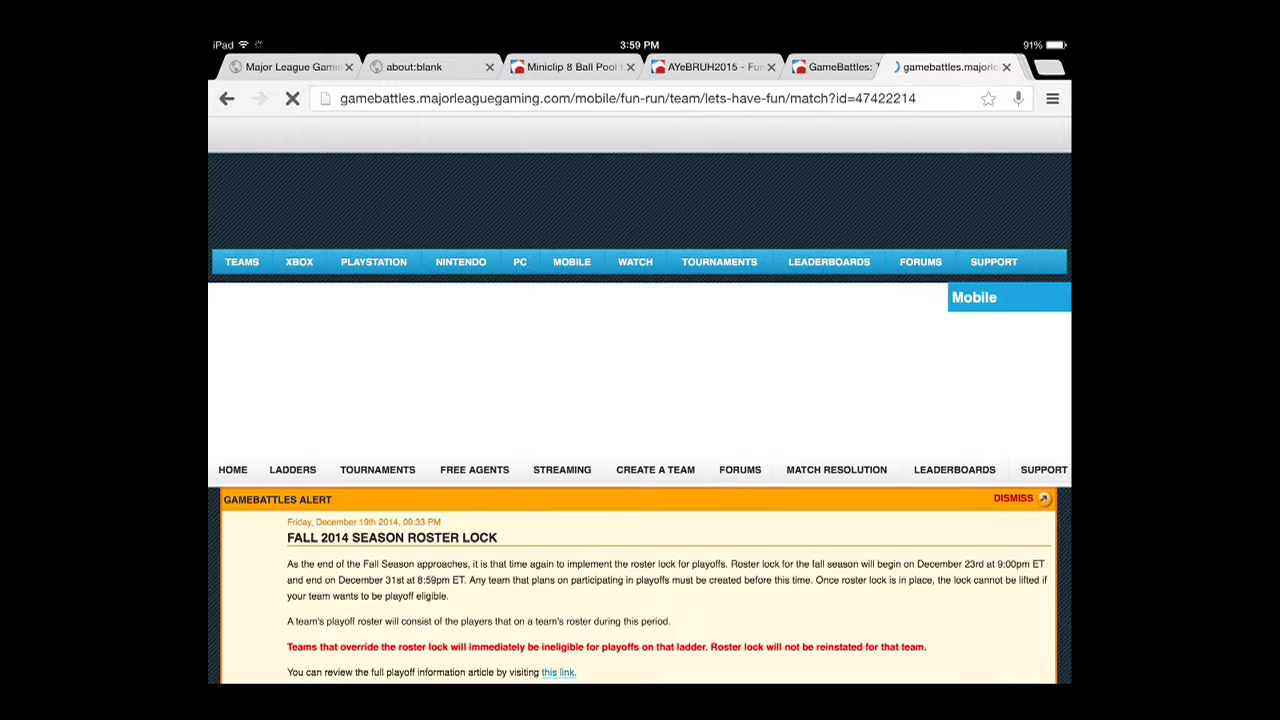 iPad 3:59 PM 91%
Major League Gami about:blank Miniclip 8 Ball Pool AYeBRUH2015 - Fun GameBattles: gamebattles.majorle
gamebattles.majorleaguegaming.com/mobile/fun-run/team/lets-have-fun/match?id=47422214
TEAMS XBOX PLAYSTATION NINTENDO PC MOBILE WATCH TOURNAMENTS LEADERBOARDS FORUMS SUPPORT
Mobile
HOME LADDERS TOURNAMENTS FREE AGENTS STREAMING CREATE A TEAM FORUMS MATCH RESOLUTION LEADERBOARDS SUPPORT
GAMEBATTLES ALERT DISMISS
Friday, December 19th 2014, 09:33 PM
FALL 2014 SEASON ROSTER LOCK
As the end of the Fall Season approaches, it is that time again to implement the roster lock for playoffs. Roster lock for the fall season will begin on December 23rd at 9:00pm ET
and end on December 31st at 8:59pm ET. Any team that plans on participating in playoffs must be created before this time. Once roster lock is in place, the lock cannot be lifted if
your team wants to be playoff eligible.
A team's playoff roster will consist of the players that on a team's roster during this period.
Teams that override the roster lock will immediately be ineligible for playoffs on that ladder. Roster lock will not be reinstated for that team.
You can review the full playoff information article by visiting this link.